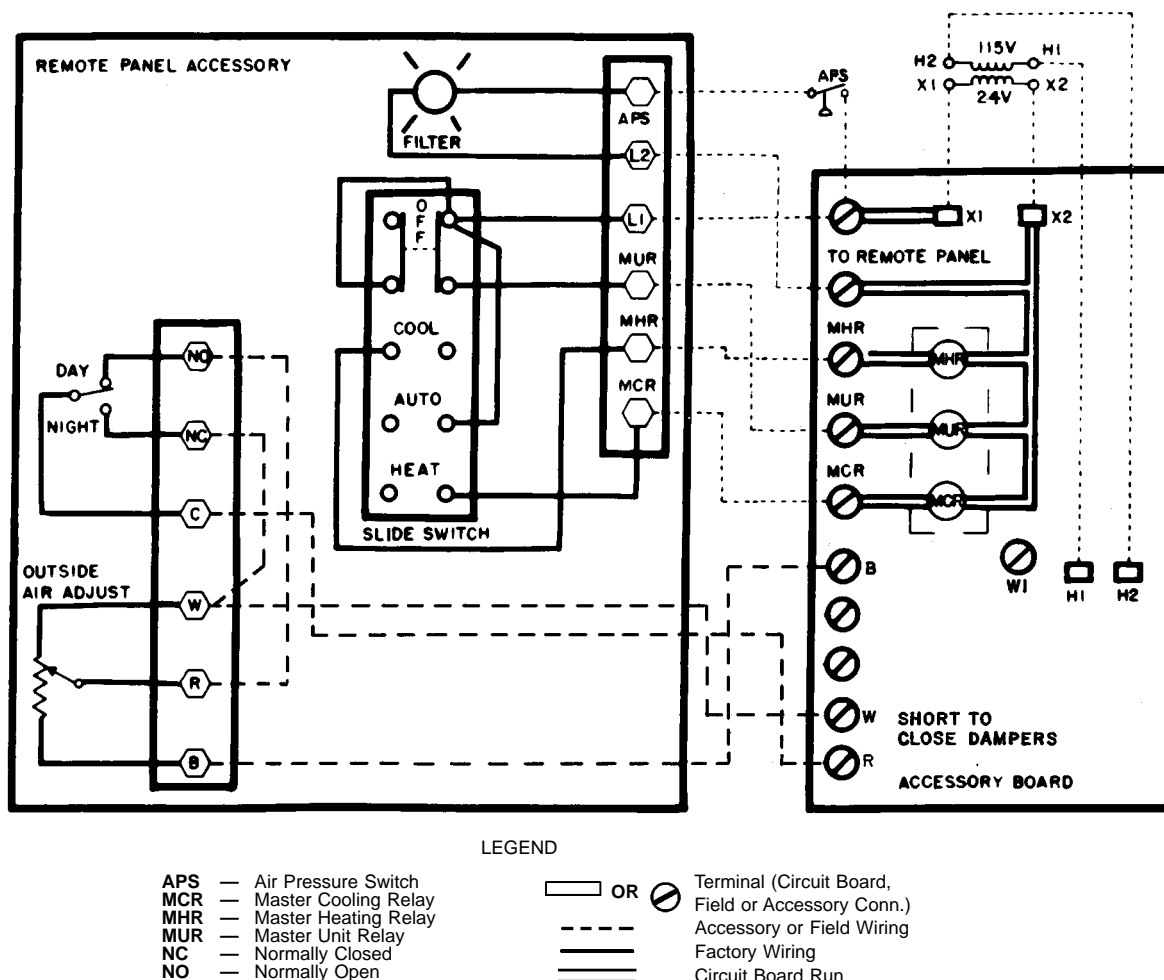 REMOTE PANEL ACCESSORY
FILTER
APS
L2
L1
MUR
MHR
MCR
OFF
COOL
AUTO
HEAT
SLIDE SWITCH
DAY
NIGHT
NO
NC
C
OUTSIDE
AIR ADJUST
W
R
B
APS
H2 115V H1
X1 24V X2
X1 X2
TO REMOTE PANEL
MHR
MHR
MUR
MUR
MCR
MCR
B
W1
H1 H2
W
SHORT TO
CLOSE DAMPERS
R
ACCESSORY BOARD
LEGEND
APS — Air Pressure Switch
MCR — Master Cooling Relay
MHR — Master Heating Relay
MUR — Master Unit Relay
NC — Normally Closed
NO — Normally Open
OR Terminal (Circuit Board,
Field or Accessory Conn.)
Accessory or Field Wiring
Factory Wiring
Circuit Board Run